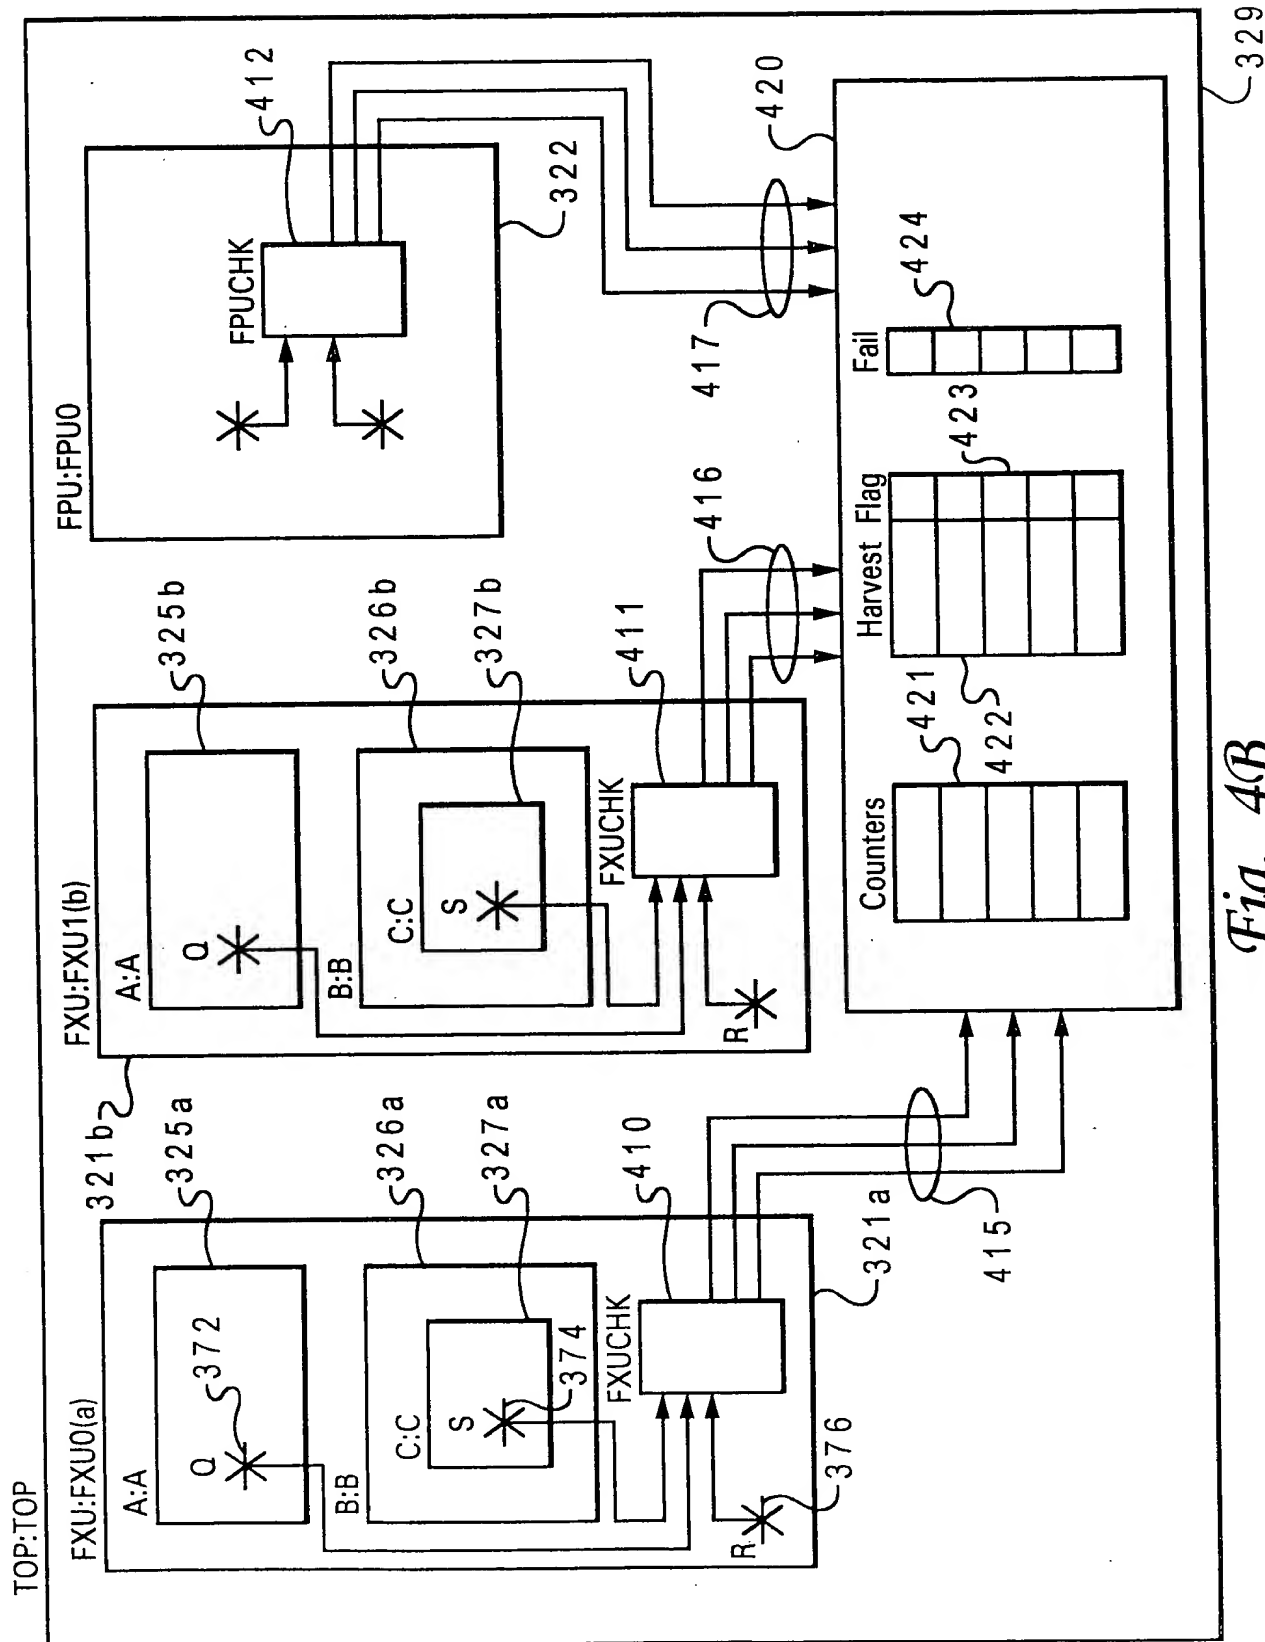 TOP:TOP
FXU:FXU0(a)
A:A
Q
372
325a
B:B
C:C
S
326a
327a
374
FXUCHK
410
R
376
321a
415
321b
FXU:FXU1(b)
A:A
Q
325b
B:B
C:C
S
326b
327b
FXUCHK
411
R
416
FPU:FPU0
FPUCHK
412
322
417
420
Counters
421
422
Harvest Flag
423
Fail
424
329
Fig. 4B